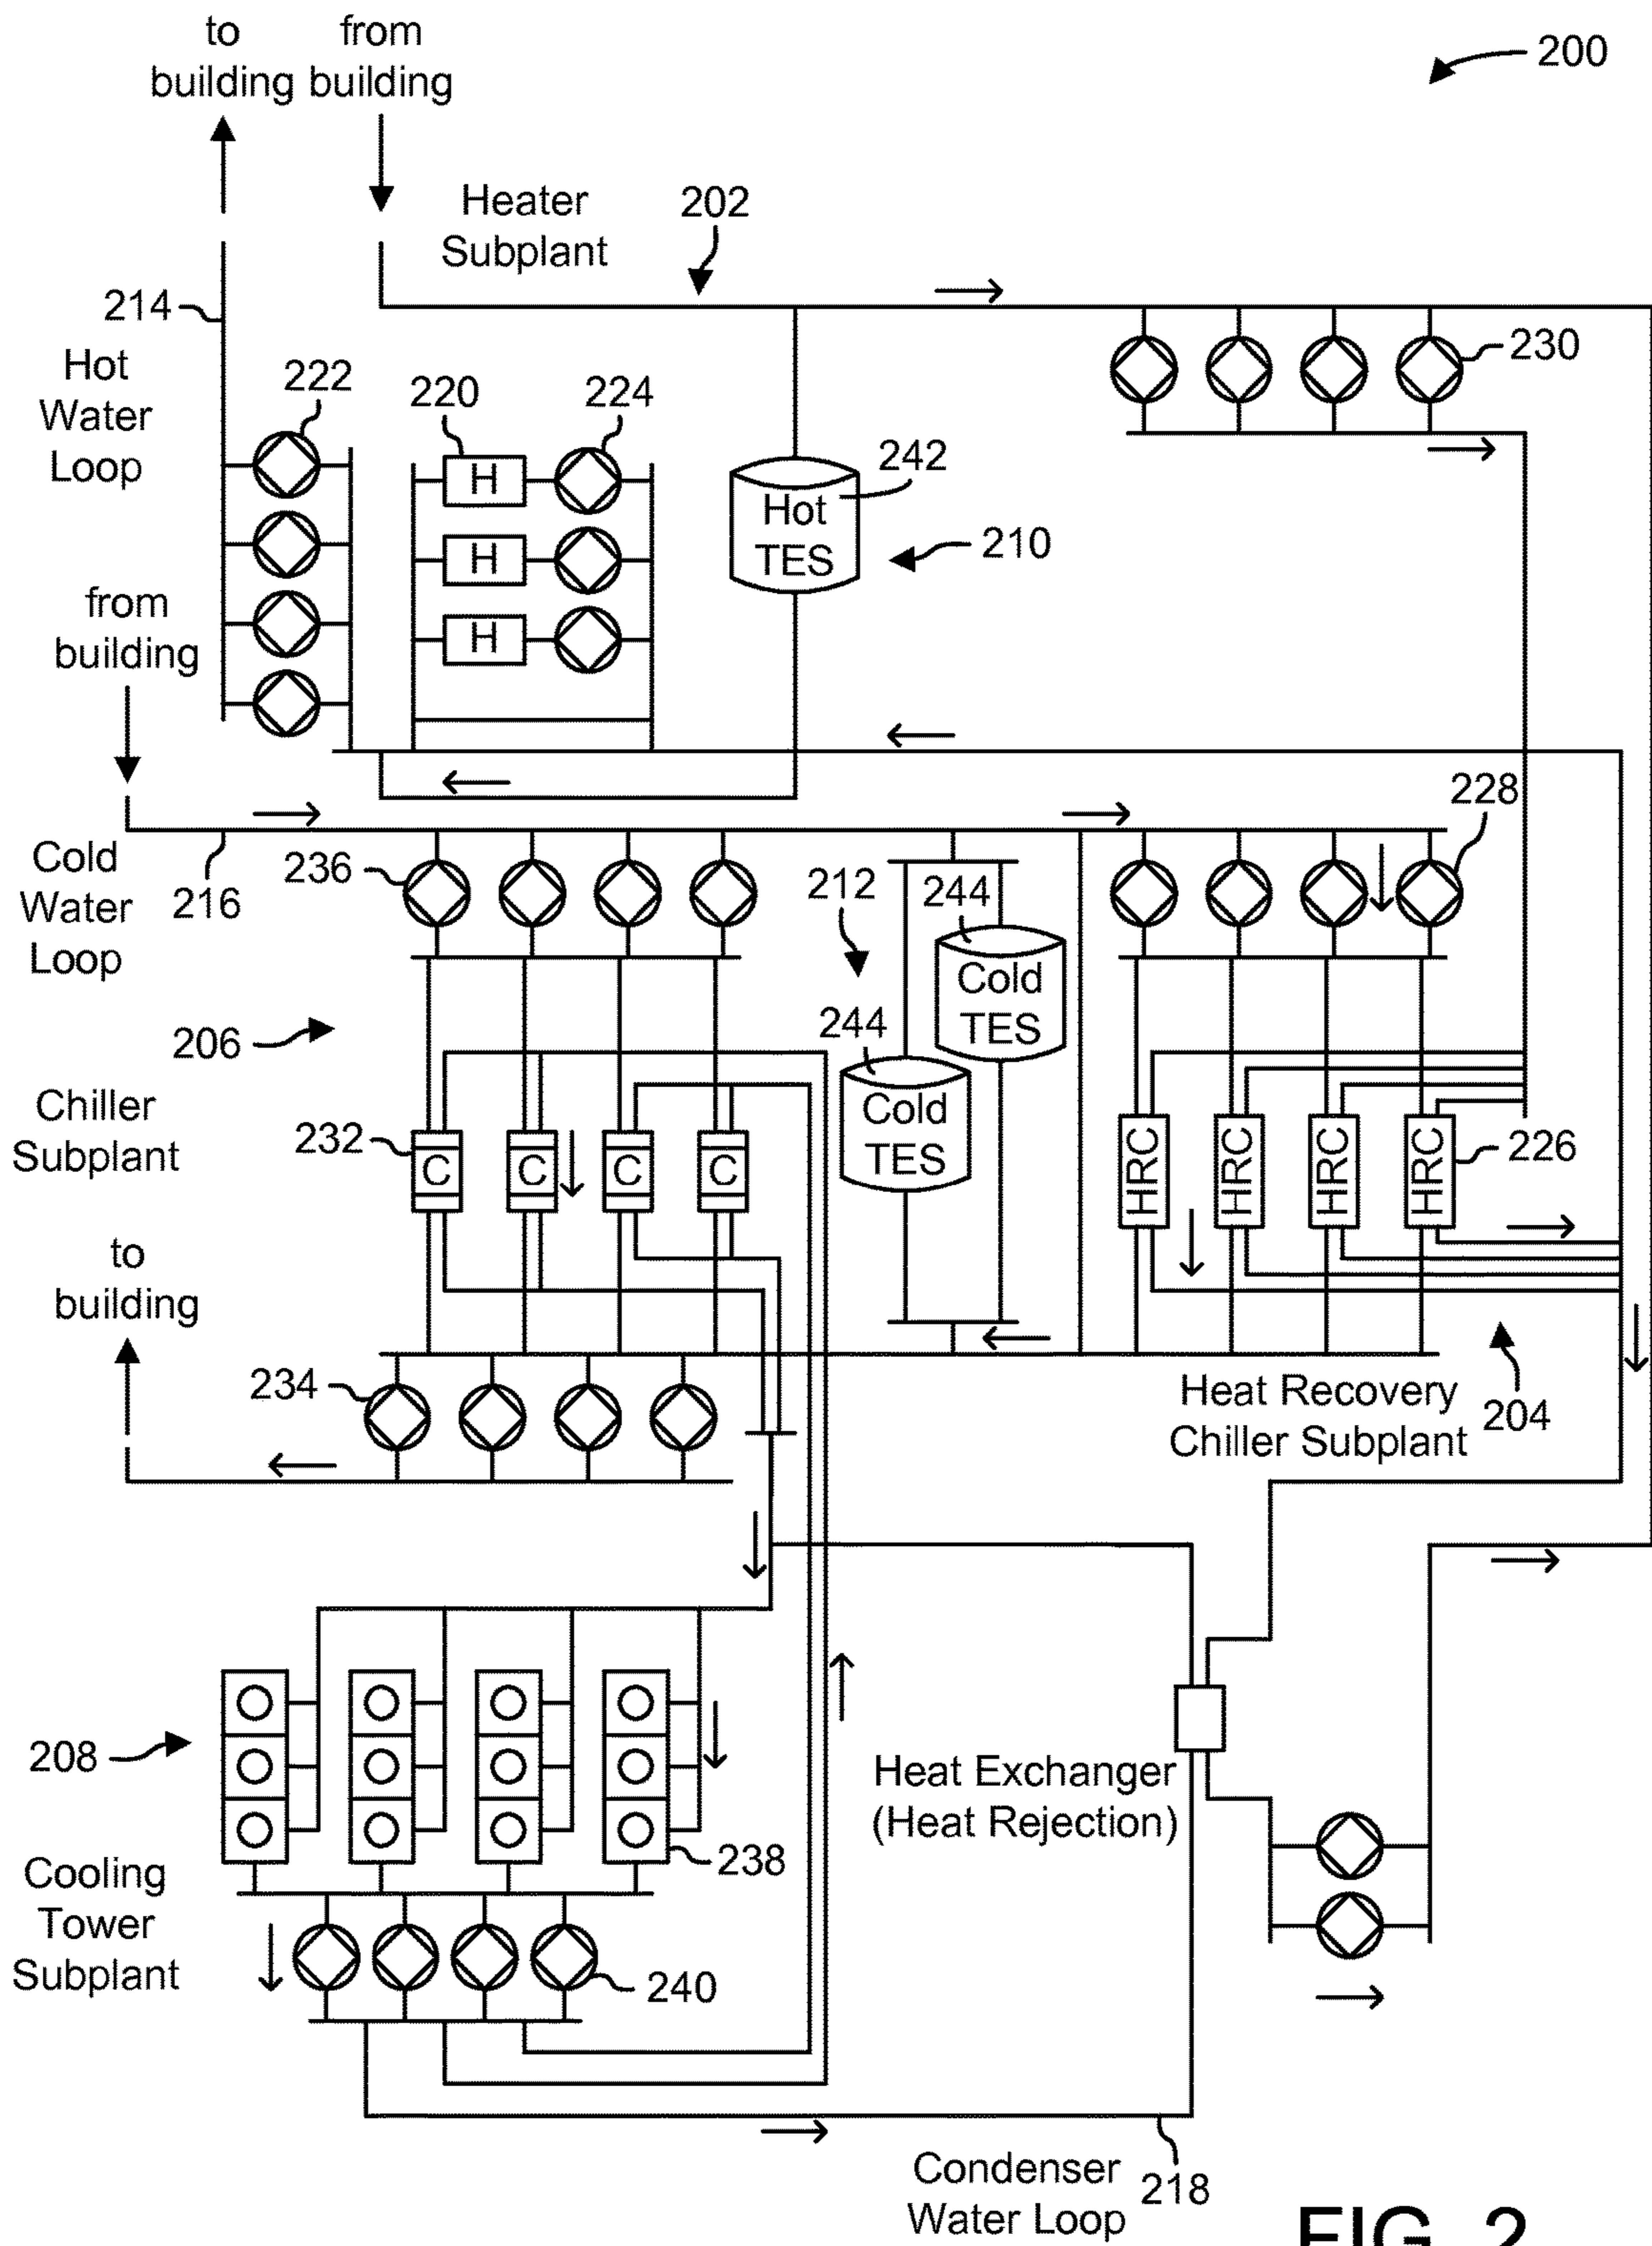 to
building
from
building
200
Heater
Subplant
202
214
Hot
Water
Loop
222
220
224
230
H
H
H
Hot
TES
242
210
from
building
228
Cold
Water
Loop
216
236
212
244
Cold
TES
244
Cold
TES
206
Chiller
Subplant
232
C
C
C
C
HRC
HRC
HRC
HRC
226
to
building
234
Heat Recovery
Chiller Subplant
204
208
Heat Exchanger
(Heat Rejection)
238
Cooling
Tower
Subplant
240
Condenser
Water Loop
218
FIG. 2